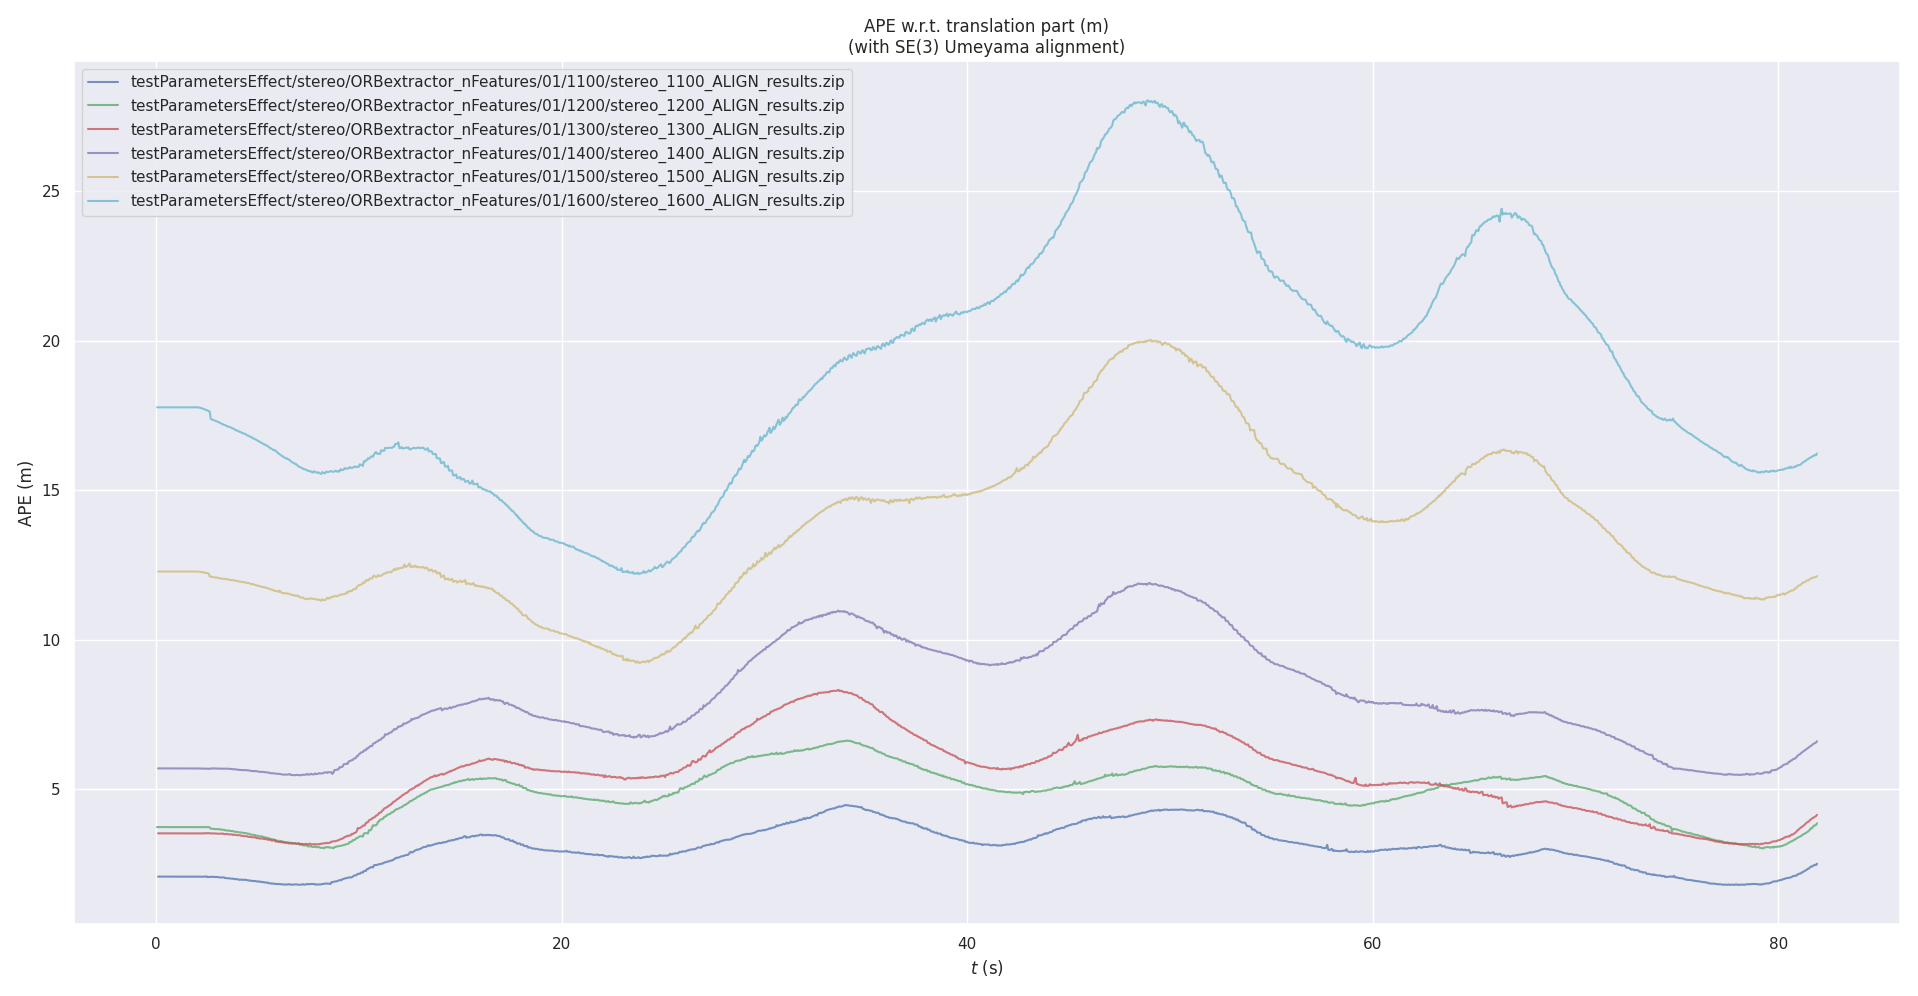 APE w.r.t. translation part (m)
(with SE(3) Umeyama alignment)
testParametersEffect/stereo/ORBextractor_nFeatures/01/1100/stereo_1100_ALIGN_results.zip
testParametersEffect/stereo/ORBextractor_nFeatures/01/1200/stereo_1200_ALIGN_results.zip
testParametersEffect/stereo/ORBextractor_nFeatures/01/1300/stereo_1300_ALIGN_results.zip
testParametersEffect/stereo/ORBextractor_nFeatures/01/1400/stereo_1400_ALIGN_results.zip
testParametersEffect/stereo/ORBextractor_nFeatures/01/1500/stereo_1500_ALIGN_results.zip
testParametersEffect/stereo/ORBextractor_nFeatures/01/1600/stereo_1600_ALIGN_results.zip
APE (m)
25
20
15
10
5
0 20 40 60 80
t (s)